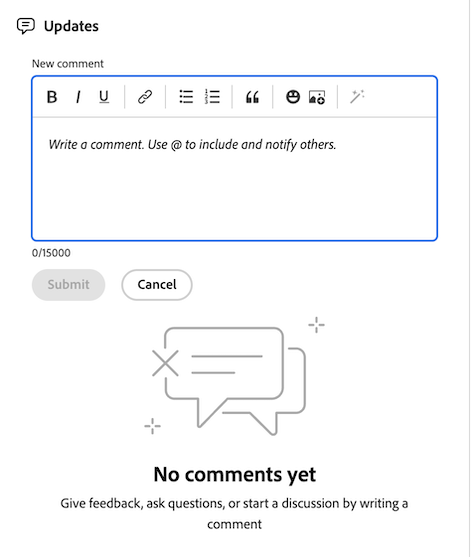 Updates
New comment
B I U
Write a comment. Use @ to include and notify others.
0/15000
Submit Cancel
No comments yet
Give feedback, ask questions, or start a discussion by writing a
comment